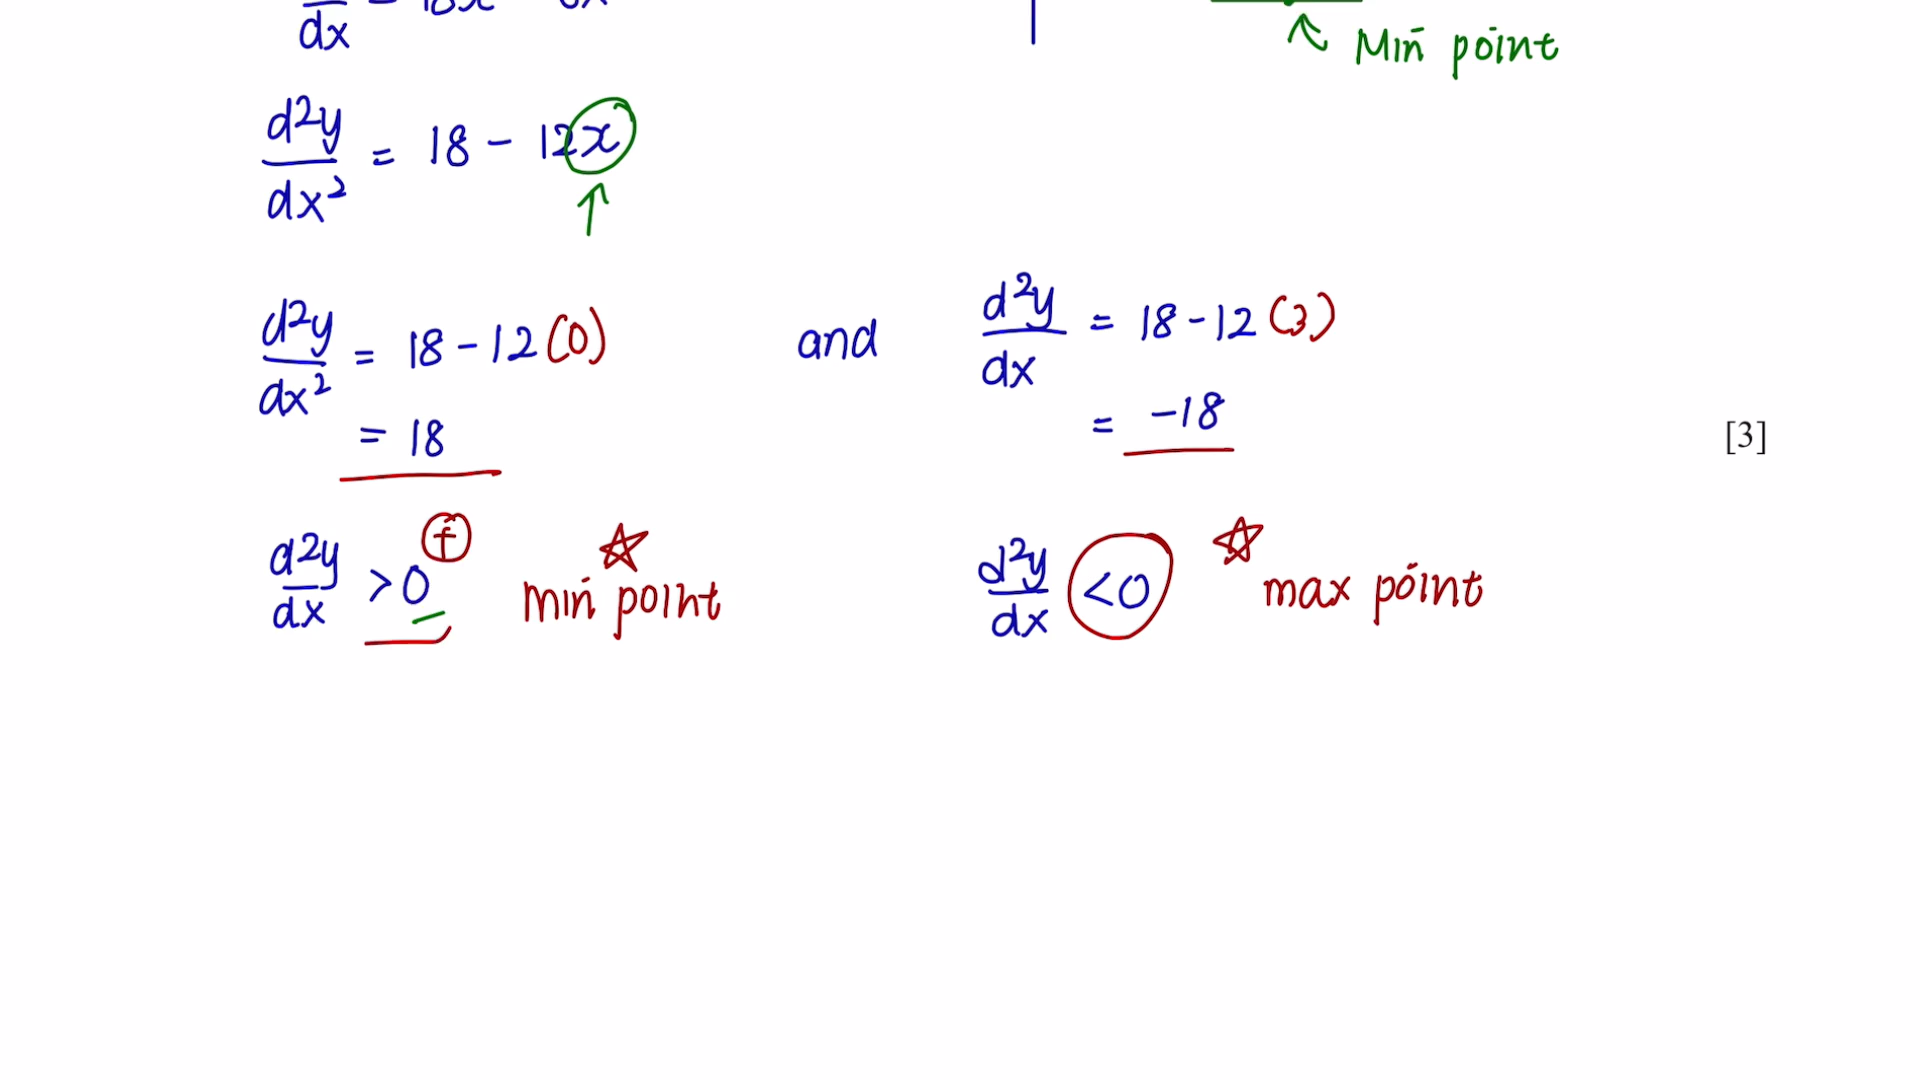 dx
Min point
d²y/dx² = 18 - 12x
d²y/dx² = 18 - 12(0) and d²y/dx = 18 - 12(3)
= 18 = -18
[3]
d²y/dx > 0 min point d²y/dx < 0 max point